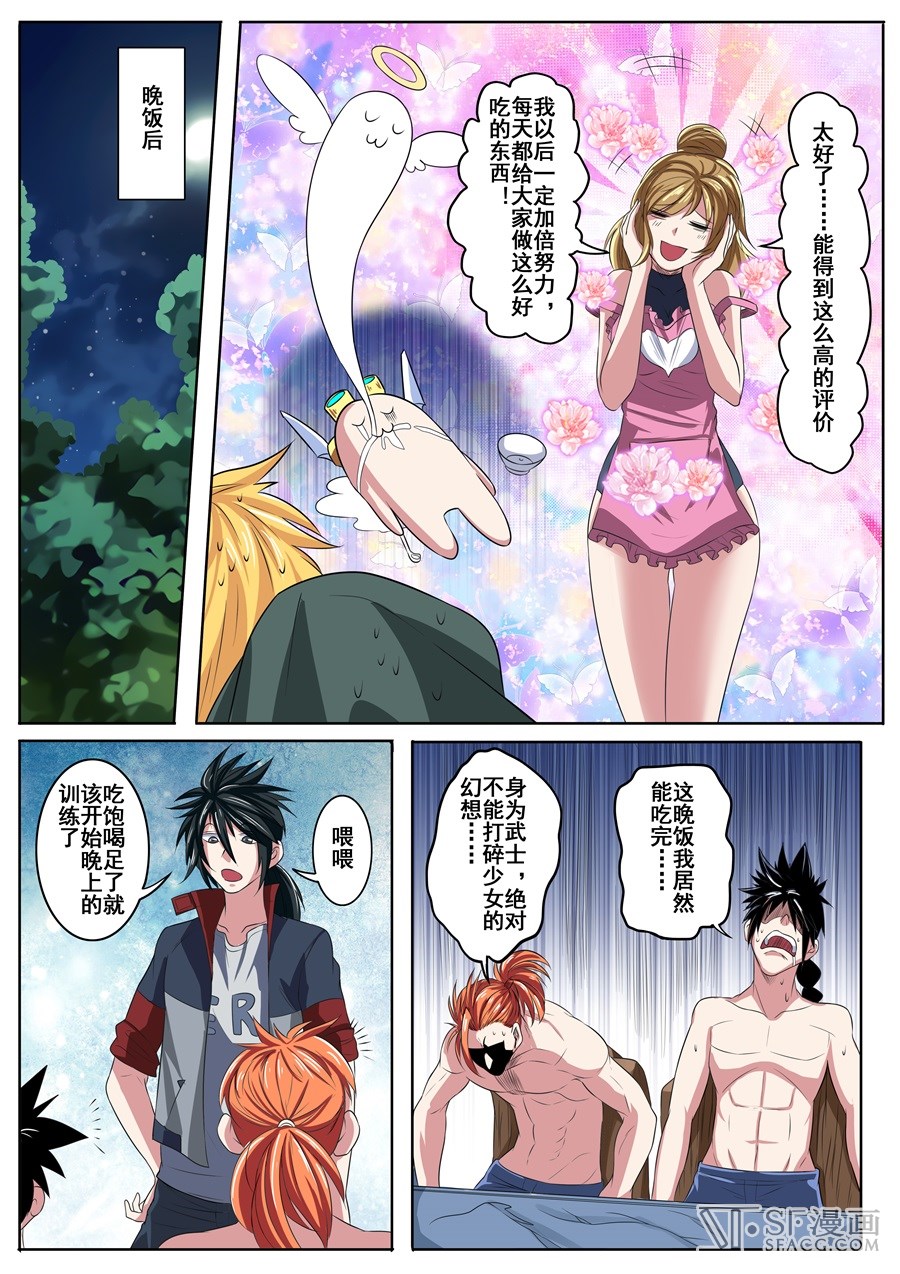 太好了……能得到这么高的评价
我以后一定加倍努力，
每天都给大家做这么好
吃的东西！
晚饭后
这晚饭我居然
能吃完……
身为武士，绝对
不能打碎少女的
幻想……
喂喂
吃饱喝足了就
该开始晚上的
训练了
ER
SF漫画
SFACG.COM